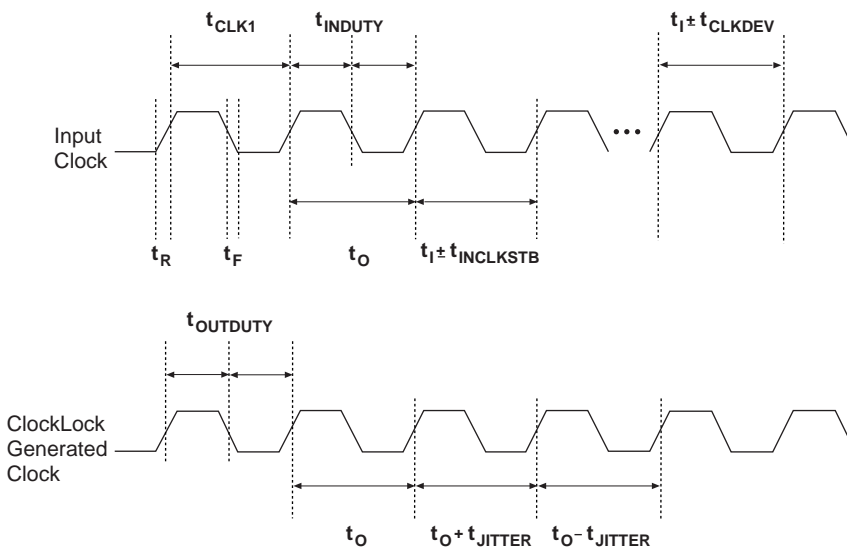 tCLK1 tINDUTY tI ± tCLKDEV
Input
Clock
tR tF tO tI ± tINCLKSTB
tOUTDUTY
ClockLock
Generated
Clock
tO tO + tJITTER tO – tJITTER